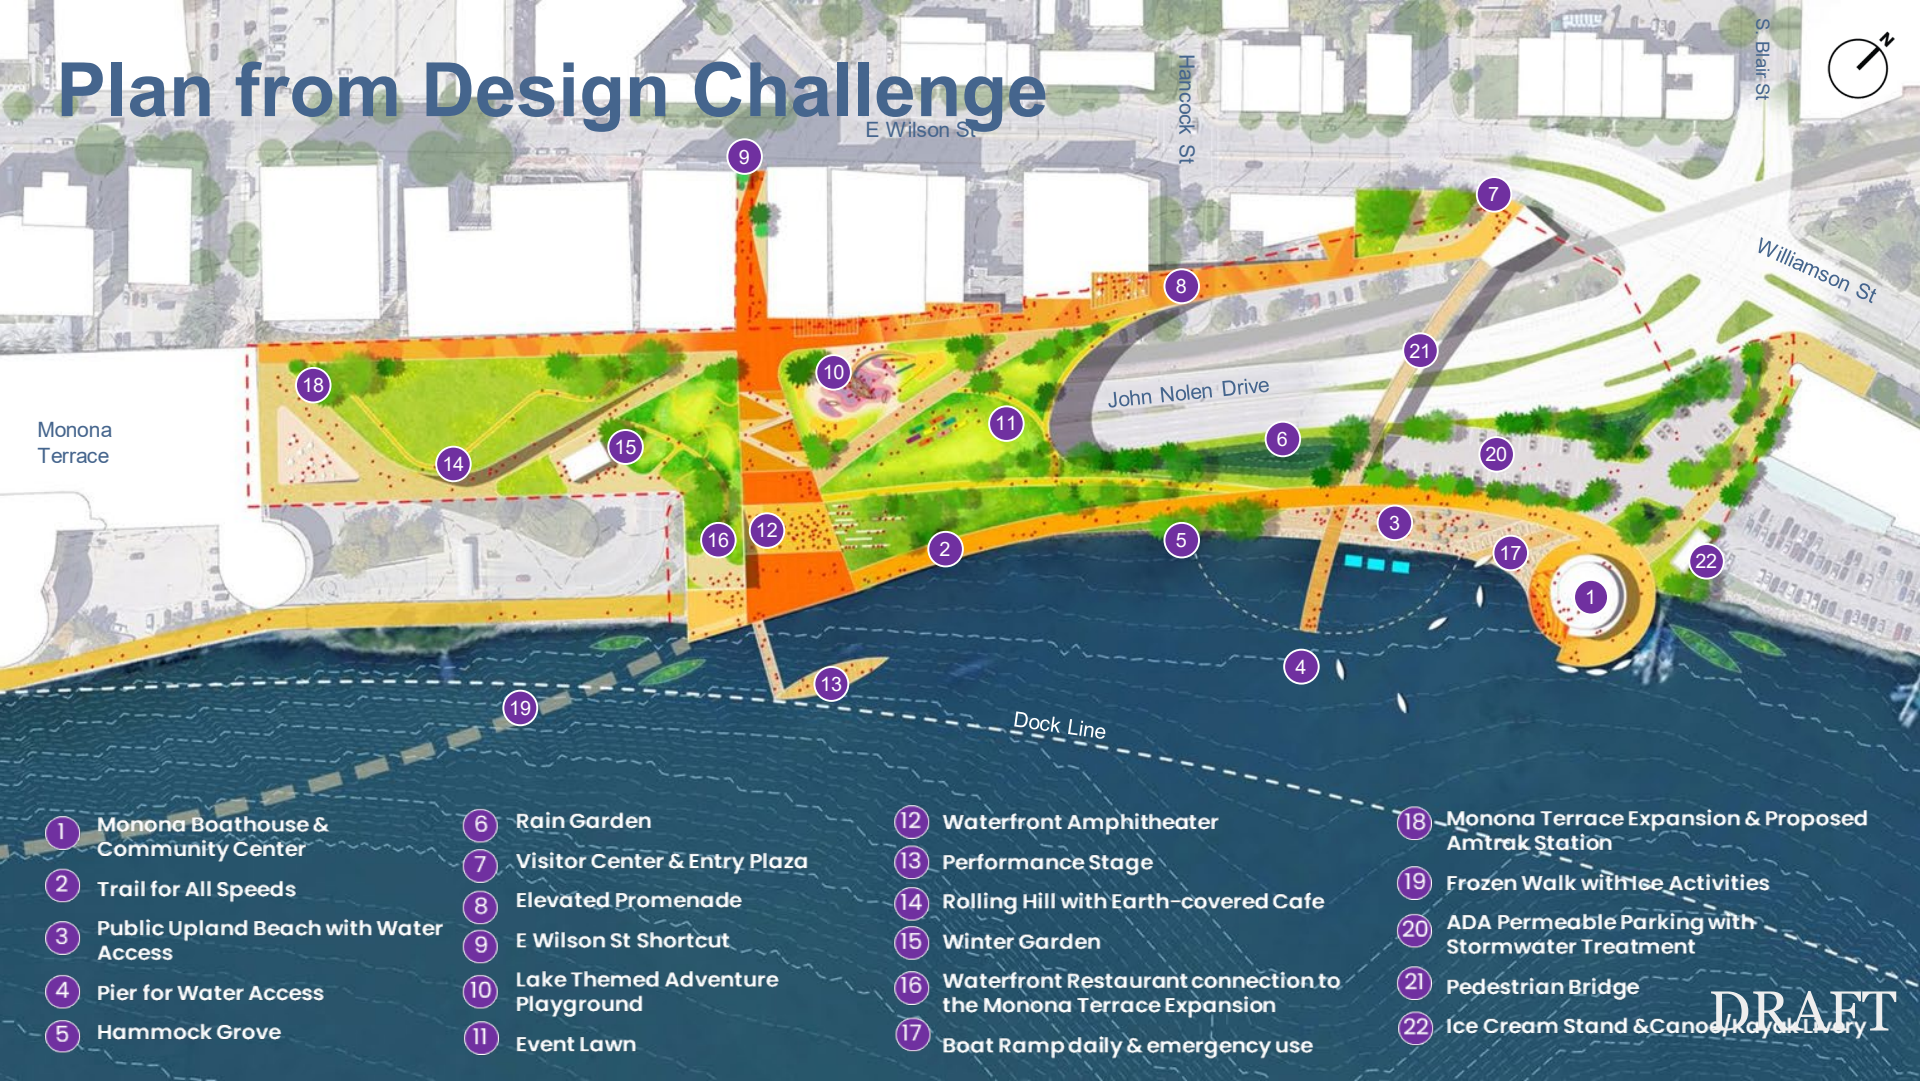 Plan from Design Challenge
N
E Wilson St
Hancock St
S. Blair St
Williamson St
John Nolen Drive
Monona
Terrace
Dock Line
9
7
8
21
18
10
11
14
15
6
20
16
12
2
5
3
17
22
1
4
13
19
1 Monona Boathouse &
Community Center
2 Trail for All Speeds
3 Public Upland Beach with Water
Access
4 Pier for Water Access
5 Hammock Grove
6 Rain Garden
7 Visitor Center & Entry Plaza
8 Elevated Promenade
9 E Wilson St Shortcut
10 Lake Themed Adventure
Playground
11 Event Lawn
12 Waterfront Amphitheater
13 Performance Stage
14 Rolling Hill with Earth-covered Cafe
15 Winter Garden
16 Waterfront Restaurant connection to
the Monona Terrace Expansion
17 Boat Ramp daily & emergency use
18 Monona Terrace Expansion & Proposed
Amtrak Station
19 Frozen Walk with Ice Activities
20 ADA Permeable Parking with
Stormwater Treatment
21 Pedestrian Bridge
22 Ice Cream Stand &Canoe/Kayak Livery
DRAFT